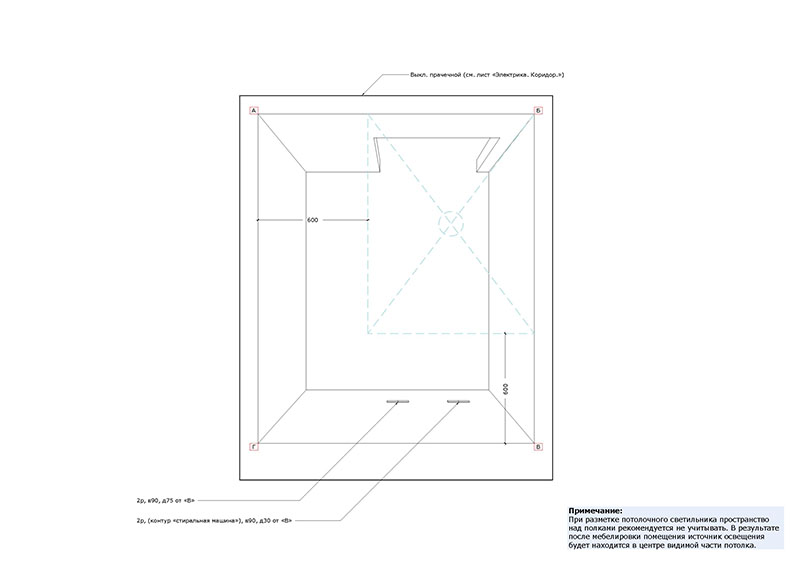 Выкл. прачечной (см. лист «Электрика. Коридор.»)
А
Б
600
600
Г
В
2р, в90, д75 от «В»
2р, (контур «стиральная машина»), в90, д30 от «В»
Примечание:
При разметке потолочного светильника пространство
над полками рекомендуется не учитывать. В результате
после мебелировки помещения источник освещения
будет находится в центре видимой части потолка.